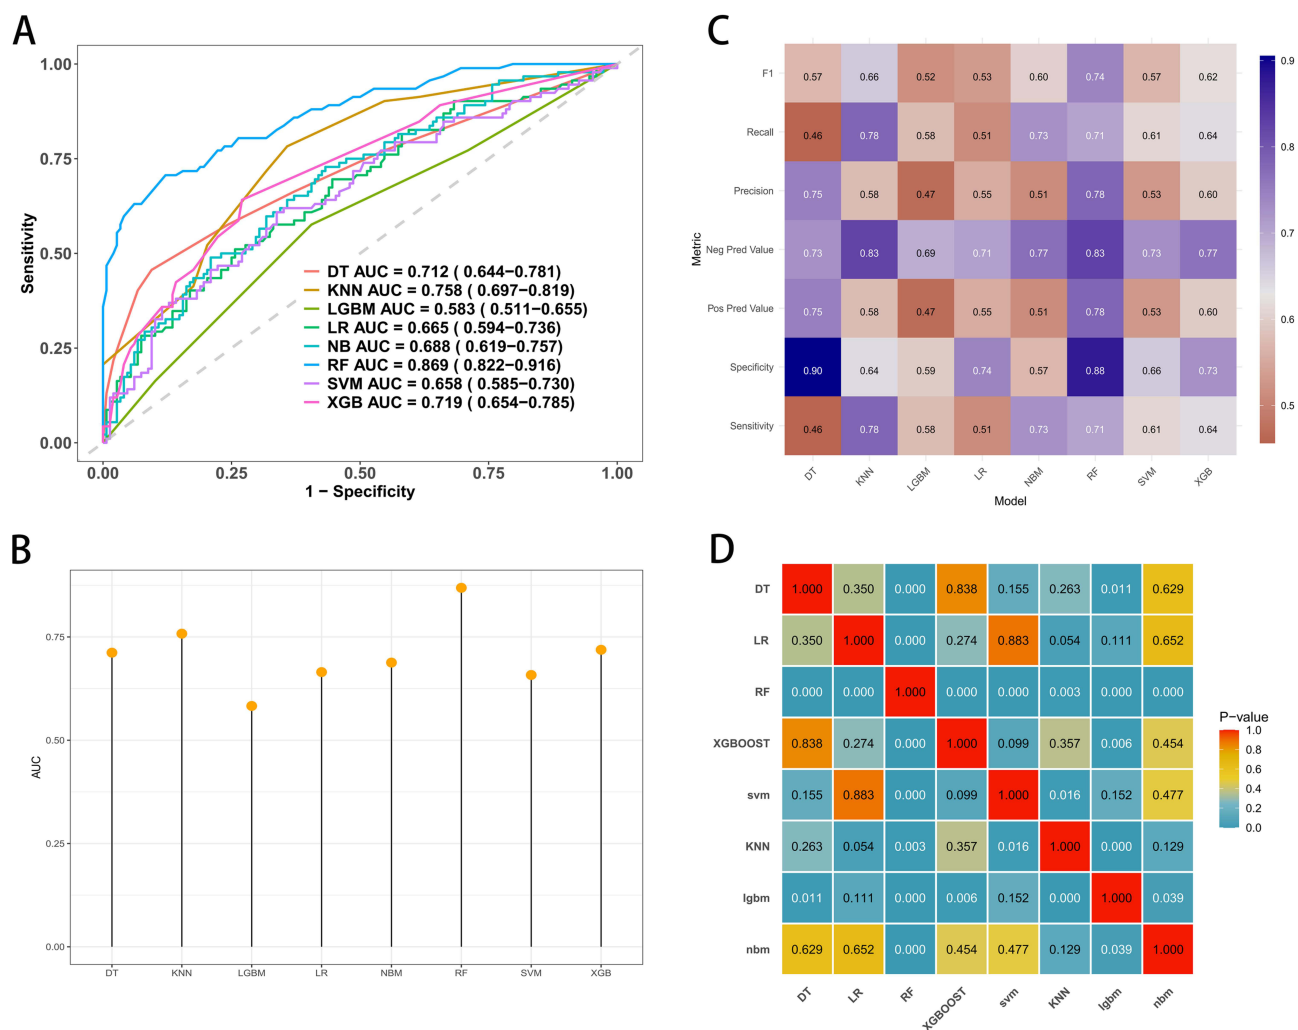 A
1.00
0.75
0.50
0.25
0.00
Sensitivity
DT AUC = 0.712 ( 0.644−0.781)
KNN AUC = 0.758 ( 0.697−0.819)
LGBM AUC = 0.583 ( 0.511−0.655)
LR AUC = 0.665 ( 0.594−0.736)
NB AUC = 0.688 ( 0.619−0.757)
RF AUC = 0.869 ( 0.822−0.916)
SVM AUC = 0.658 ( 0.585−0.730)
XGB AUC = 0.719 ( 0.654−0.785)
0.00 0.25 0.50 0.75 1.00
1 − Specificity
C
F1 0.57 0.66 0.52 0.53 0.60 0.74 0.57 0.62
Recall 0.46 0.78 0.58 0.51 0.73 0.71 0.61 0.64
Precision 0.75 0.58 0.47 0.55 0.51 0.78 0.53 0.60
Neg Pred Value 0.73 0.83 0.69 0.71 0.77 0.83 0.73 0.77
Pos Pred Value 0.75 0.58 0.47 0.55 0.51 0.78 0.53 0.60
Specificity 0.90 0.64 0.59 0.74 0.57 0.88 0.66 0.73
Sensitivity 0.46 0.78 0.58 0.51 0.73 0.71 0.61 0.64
Metric
DT KNN LGBM LR NBM RF SVM XGB
Model
0.9
0.8
0.7
0.6
0.5
B
0.75
0.50
0.25
0.00
AUC
DT KNN LGBM LR NBM RF SVM XGB
D
DT 1.000 0.350 0.000 0.838 0.155 0.263 0.011 0.629
LR 0.350 1.000 0.000 0.274 0.883 0.054 0.111 0.652
RF 0.000 0.000 1.000 0.000 0.000 0.003 0.000 0.000
XGBOOST 0.838 0.274 0.000 1.000 0.099 0.357 0.006 0.454
svm 0.155 0.883 0.000 0.099 1.000 0.016 0.152 0.477
KNN 0.263 0.054 0.003 0.357 0.016 1.000 0.000 0.129
lgbm 0.011 0.111 0.000 0.006 0.152 0.000 1.000 0.039
nbm 0.629 0.652 0.000 0.454 0.477 0.129 0.039 1.000
DT LR RF XGBOOST svm KNN lgbm nbm
P−value
1.0
0.8
0.6
0.4
0.2
0.0